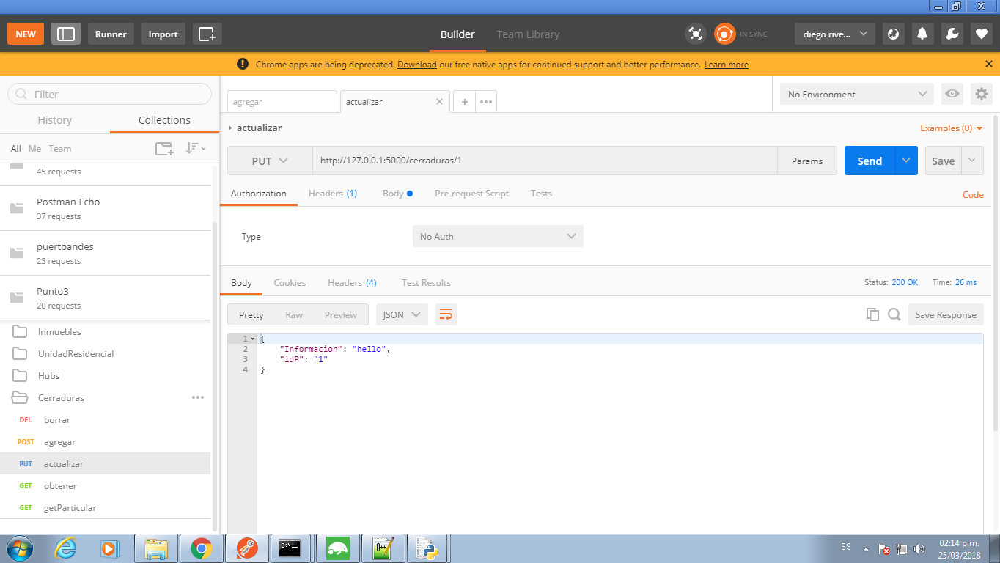 NEW
Runner
Import
Builder
Team Library
IN SYNC
diego rive...
! Chrome apps are being deprecated. Download our free native apps for continued support and better performance. Learn more
Filter
History
Collections
All Me Team
45 requests
Postman Echo
37 requests
puertoandes
23 requests
Punto3
20 requests
Inmuebles
UnidadResidencial
Hubs
Cerraduras
DEL borrar
POST agregar
PUT actualizar
GET obtener
GET getParticular
agregar
actualizar
No Environment
actualizar
Examples (0)
PUT
http://127.0.0.1:5000/cerraduras/1
Params
Send
Save
Authorization
Headers (1)
Body
Pre-request Script
Tests
Code
Type
No Auth
Body
Cookies
Headers (4)
Test Results
Status: 200 OK
Time: 26 ms
Pretty
Raw
Preview
JSON
Save Response
1 {
2 "Informacion": "hello",
3 "idP": "1"
4 }
C:\.
ES
02:14 p.m.
25/03/2018